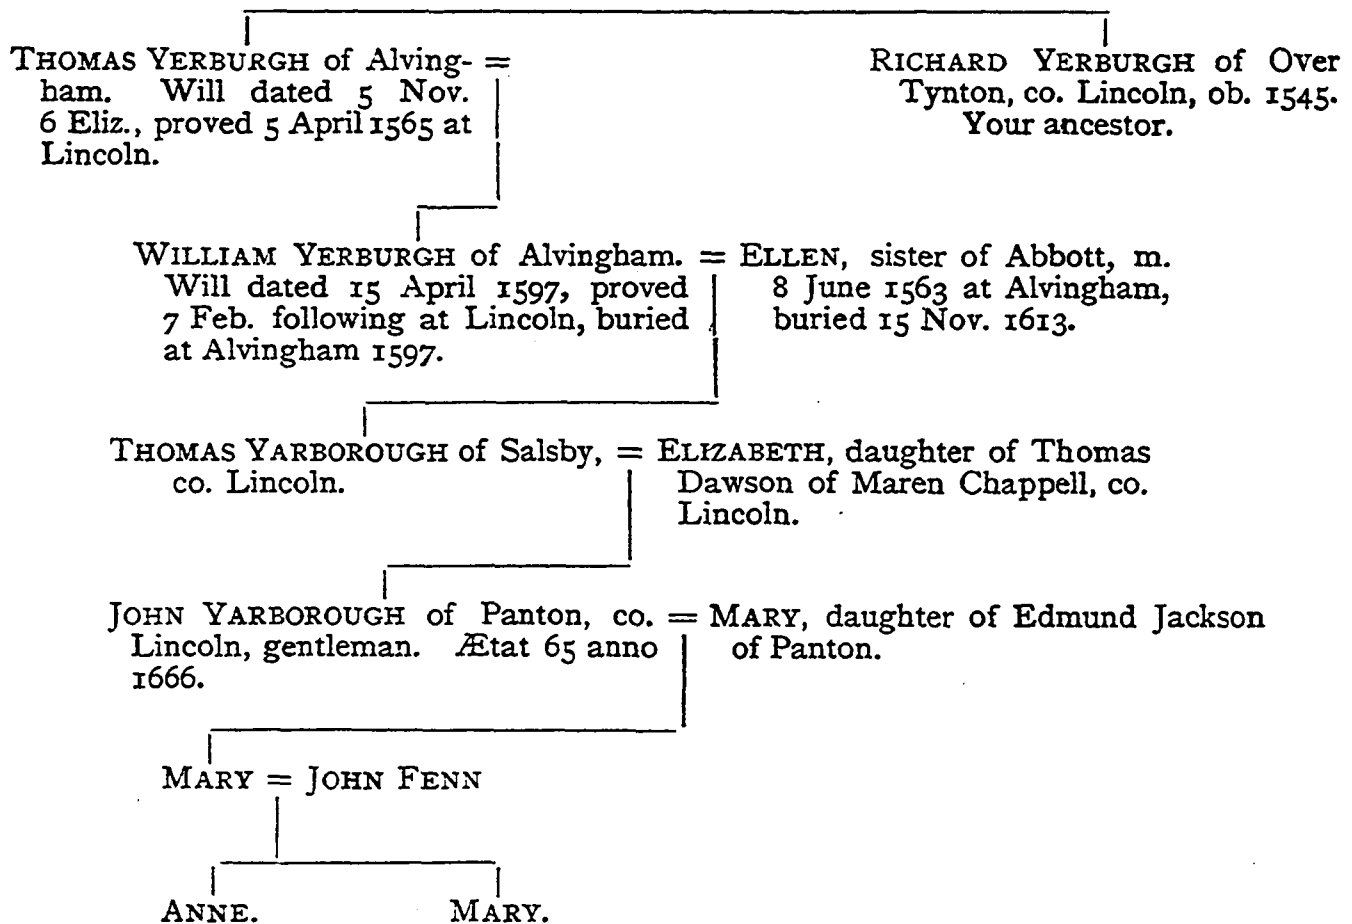 THOMAS YERBURGH of Alving- =
ham. Will dated 5 Nov.
6 Eliz., proved 5 April 1565 at
Lincoln.
RICHARD YERBURGH of Over
Tynton, co. Lincoln, ob. 1545.
Your ancestor.
WILLIAM YERBURGH of Alvingham. =
Will dated 15 April 1597, proved
7 Feb. following at Lincoln, buried
at Alvingham 1597.
ELLEN, sister of Abbott, m.
8 June 1563 at Alvingham,
buried 15 Nov. 1613.
THOMAS YARBOROUGH of Salsby, =
co. Lincoln.
ELIZABETH, daughter of Thomas
Dawson of Maren Chappell, co.
Lincoln.
JOHN YARBOROUGH of Panton, co. =
Lincoln, gentleman. Ætat 65 anno
1666.
MARY, daughter of Edmund Jackson
of Panton.
MARY = JOHN FENN
ANNE. MARY.